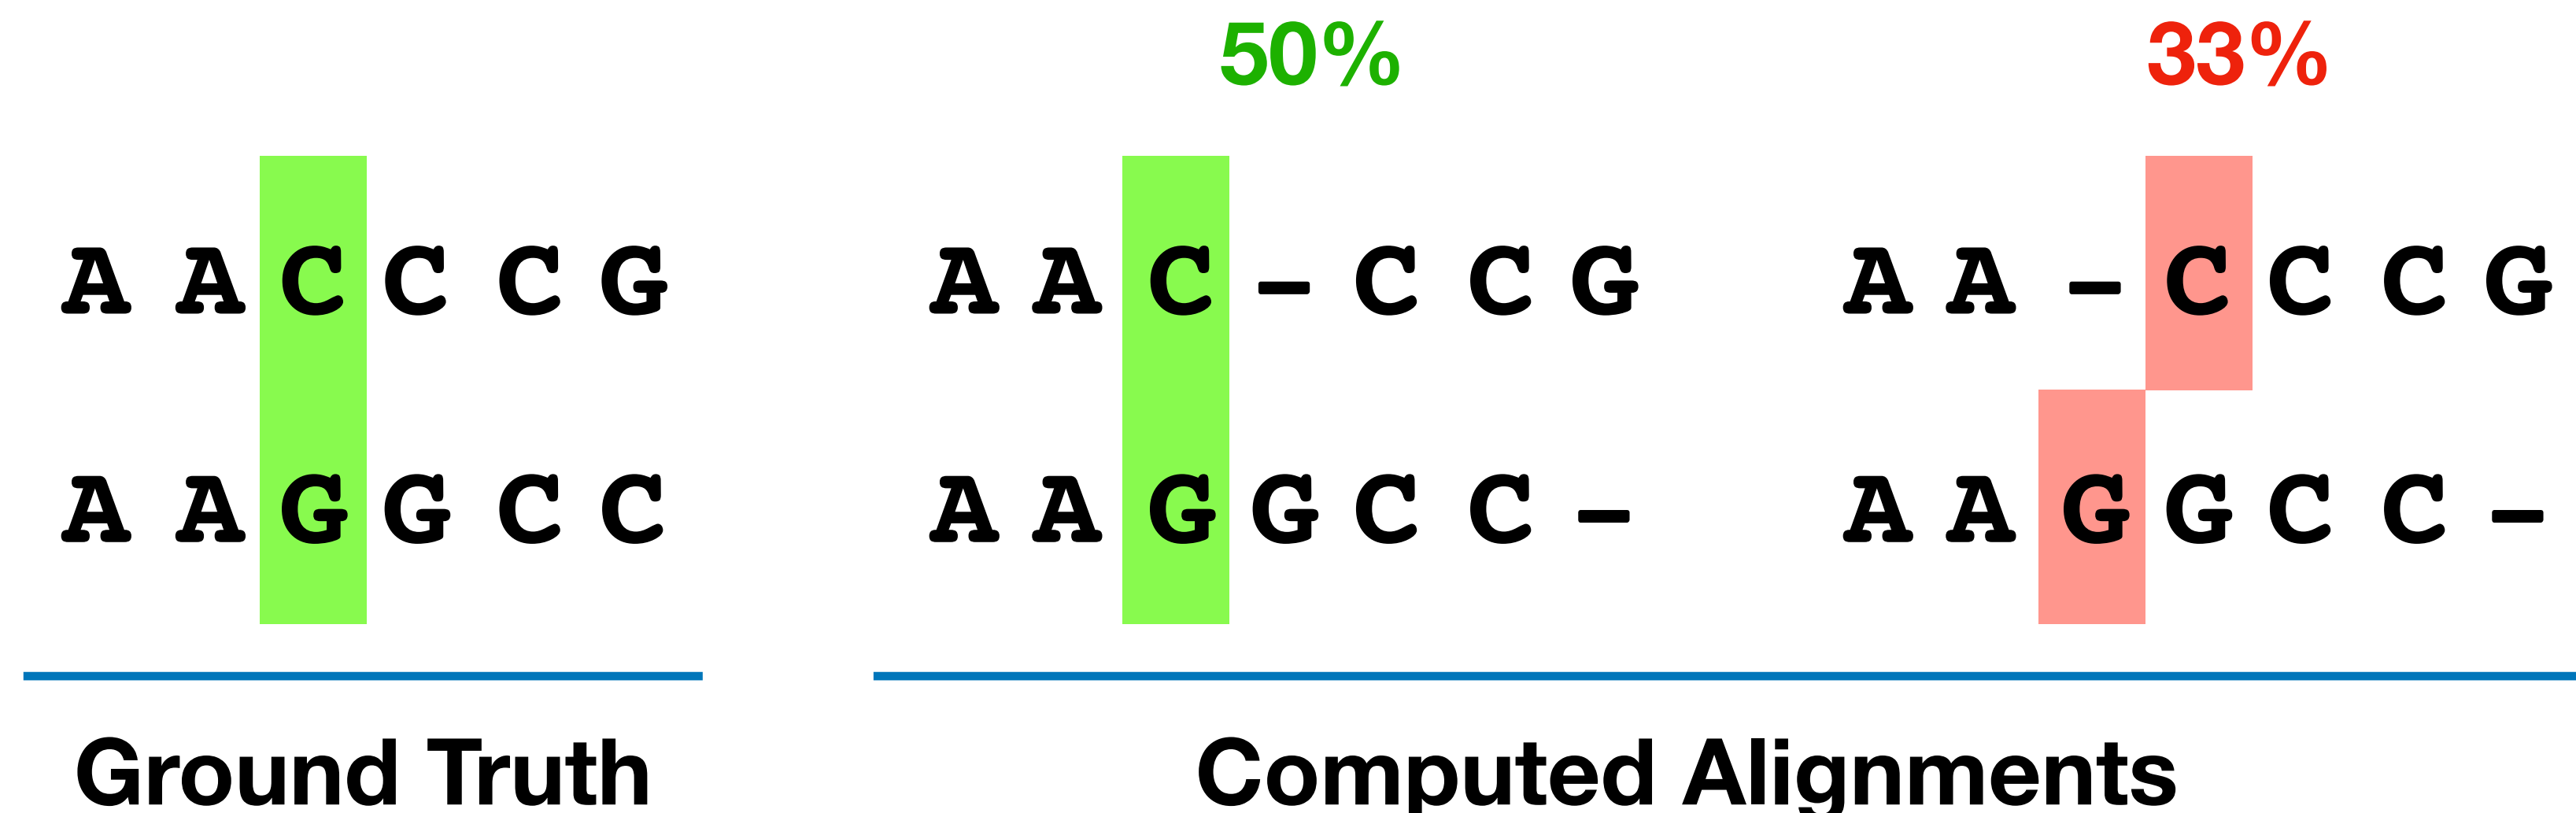 50% 33%
A A C C C G A A C – C C G A A – C C C G
A A G G C C A A G G C C – A A G G C C –
Ground Truth Computed Alignments